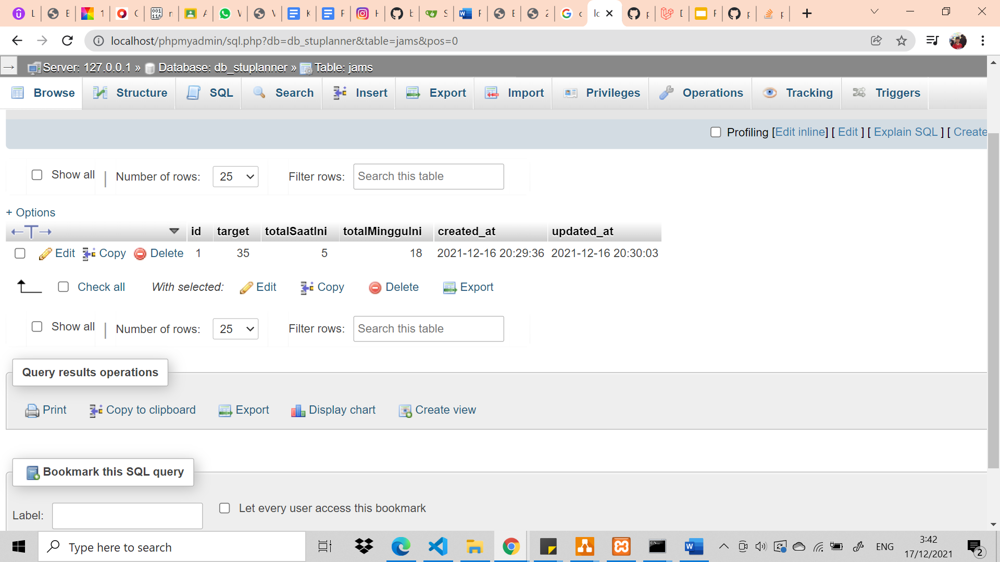 localhost/phpmyadmin/sql.php?db=db_stuplanner&table=jams&pos=0
Server: 127.0.0.1 » Database: db_stuplanner » Table: jams
Browse Structure SQL Search Insert Export Import Privileges Operations Tracking Triggers
Profiling [Edit inline] [ Edit ] [ Explain SQL ] [ Create
Show all | Number of rows: 25 Filter rows: Search this table
+ Options
←T→ id target totalSaatIni totalMingguIni created_at updated_at
Edit Copy Delete 1 35 5 18 2021-12-16 20:29:36 2021-12-16 20:30:03
Check all With selected: Edit Copy Delete Export
Show all | Number of rows: 25 Filter rows: Search this table
Query results operations
Print Copy to clipboard Export Display chart Create view
Bookmark this SQL query
Label: Let every user access this bookmark
Type here to search
ENG
3:42
17/12/2021
2